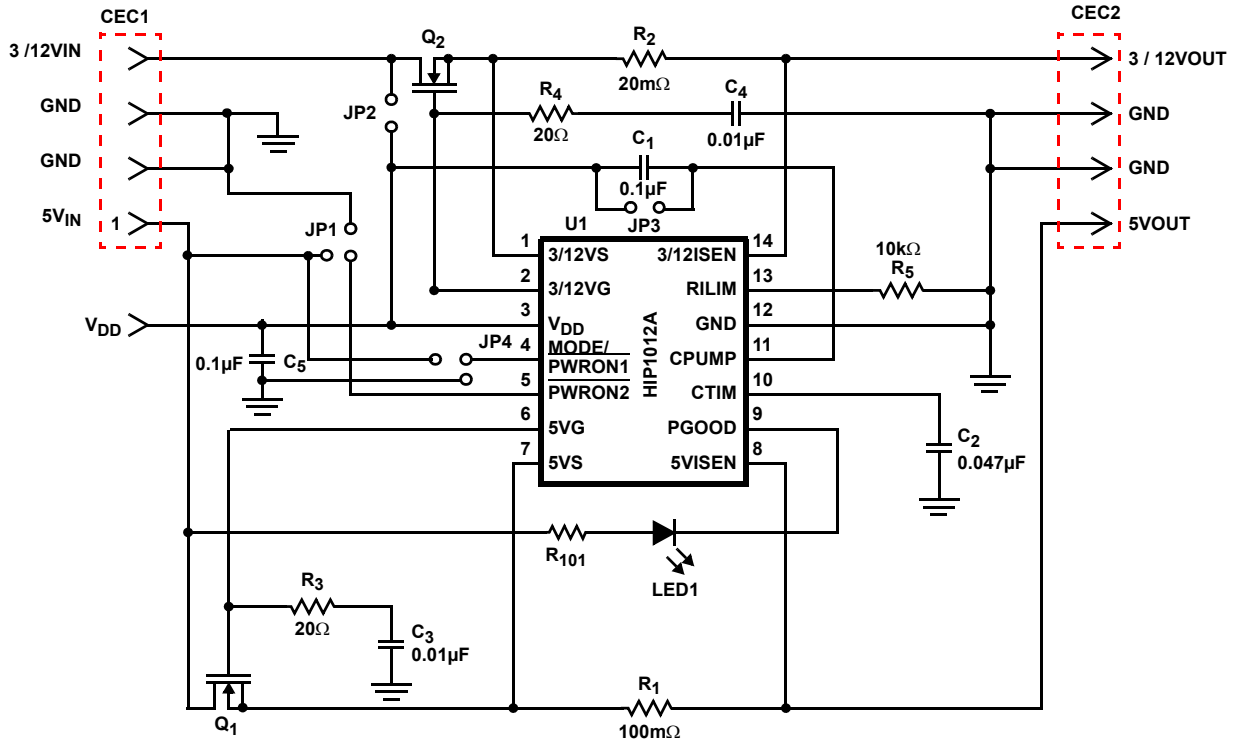 CEC1
CEC2
3 /12VIN
Q2
R2
20mΩ
3 / 12VOUT
GND
JP2
R4
20Ω
C4
0.01µF
GND
GND
C1
0.1µF
JP3
GND
5VIN
1
JP1
U1
5VOUT
1
3/12VS
3/12ISEN
14
10kΩ
R5
2
3/12VG
RILIM
13
VDD
3
VDD
GND
12
0.1µF
C5
JP4
4
MODE/
PWRON1
CPUMP
11
5
PWRON2
CTIM
10
HIP1012A
6
5VG
PGOOD
9
7
5VS
5VISEN
8
C2
0.047µF
R101
LED1
R3
20Ω
C3
0.01µF
Q1
R1
100mΩ